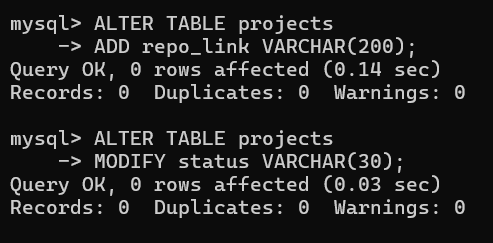 mysql> ALTER TABLE projects
    -> ADD repo_link VARCHAR(200);
Query OK, 0 rows affected (0.14 sec)
Records: 0  Duplicates: 0  Warnings: 0

mysql> ALTER TABLE projects
    -> MODIFY status VARCHAR(30);
Query OK, 0 rows affected (0.03 sec)
Records: 0  Duplicates: 0  Warnings: 0